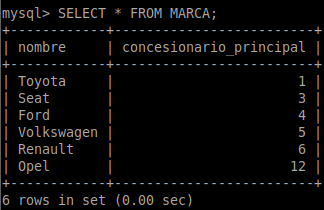 mysql> SELECT * FROM MARCA;
+------------+-------------------------+
| nombre     | concesionario_principal |
+------------+-------------------------+
| Toyota     |                       1 |
| Seat       |                       3 |
| Ford       |                       4 |
| Volkswagen |                       5 |
| Renault    |                       6 |
| Opel       |                      12 |
+------------+-------------------------+
6 rows in set (0.00 sec)